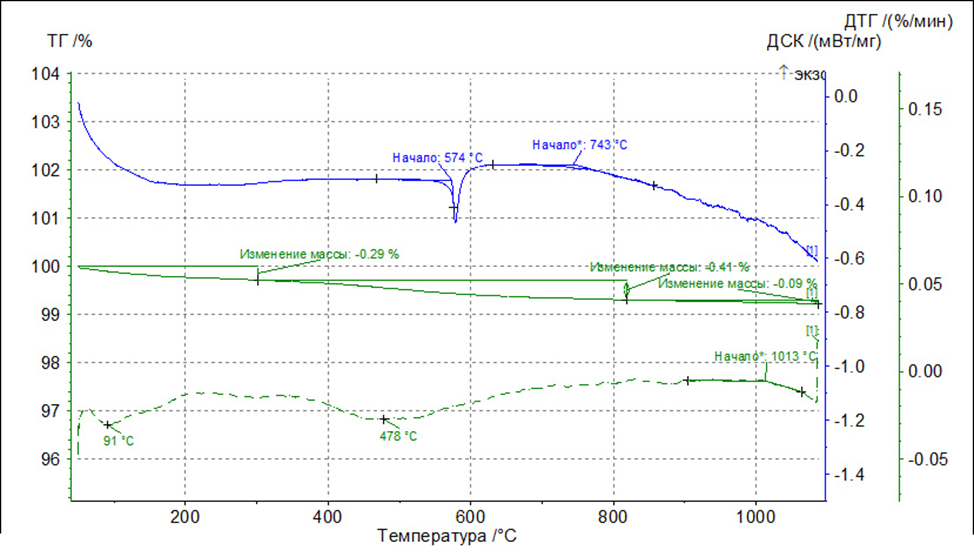 ДТГ /(%/мин)
ТГ /%
ДСК /(мВт/мг)
↑ экзо
104
103
102
101
100
99
98
97
96
0.0
-0.2
-0.4
-0.6
-0.8
-1.0
-1.2
-1.4
0.15
0.10
0.05
0.00
-0.05
Начало: 574 °C
Начало*: 743 °C
[1]
Изменение массы: -0.29 %
Изменение массы: -0.41 %
Изменение массы: -0.09 %
[1]
[1]
Начало*: 1013 °C
91 °C
478 °C
200
400
600
800
1000
Температура /°C